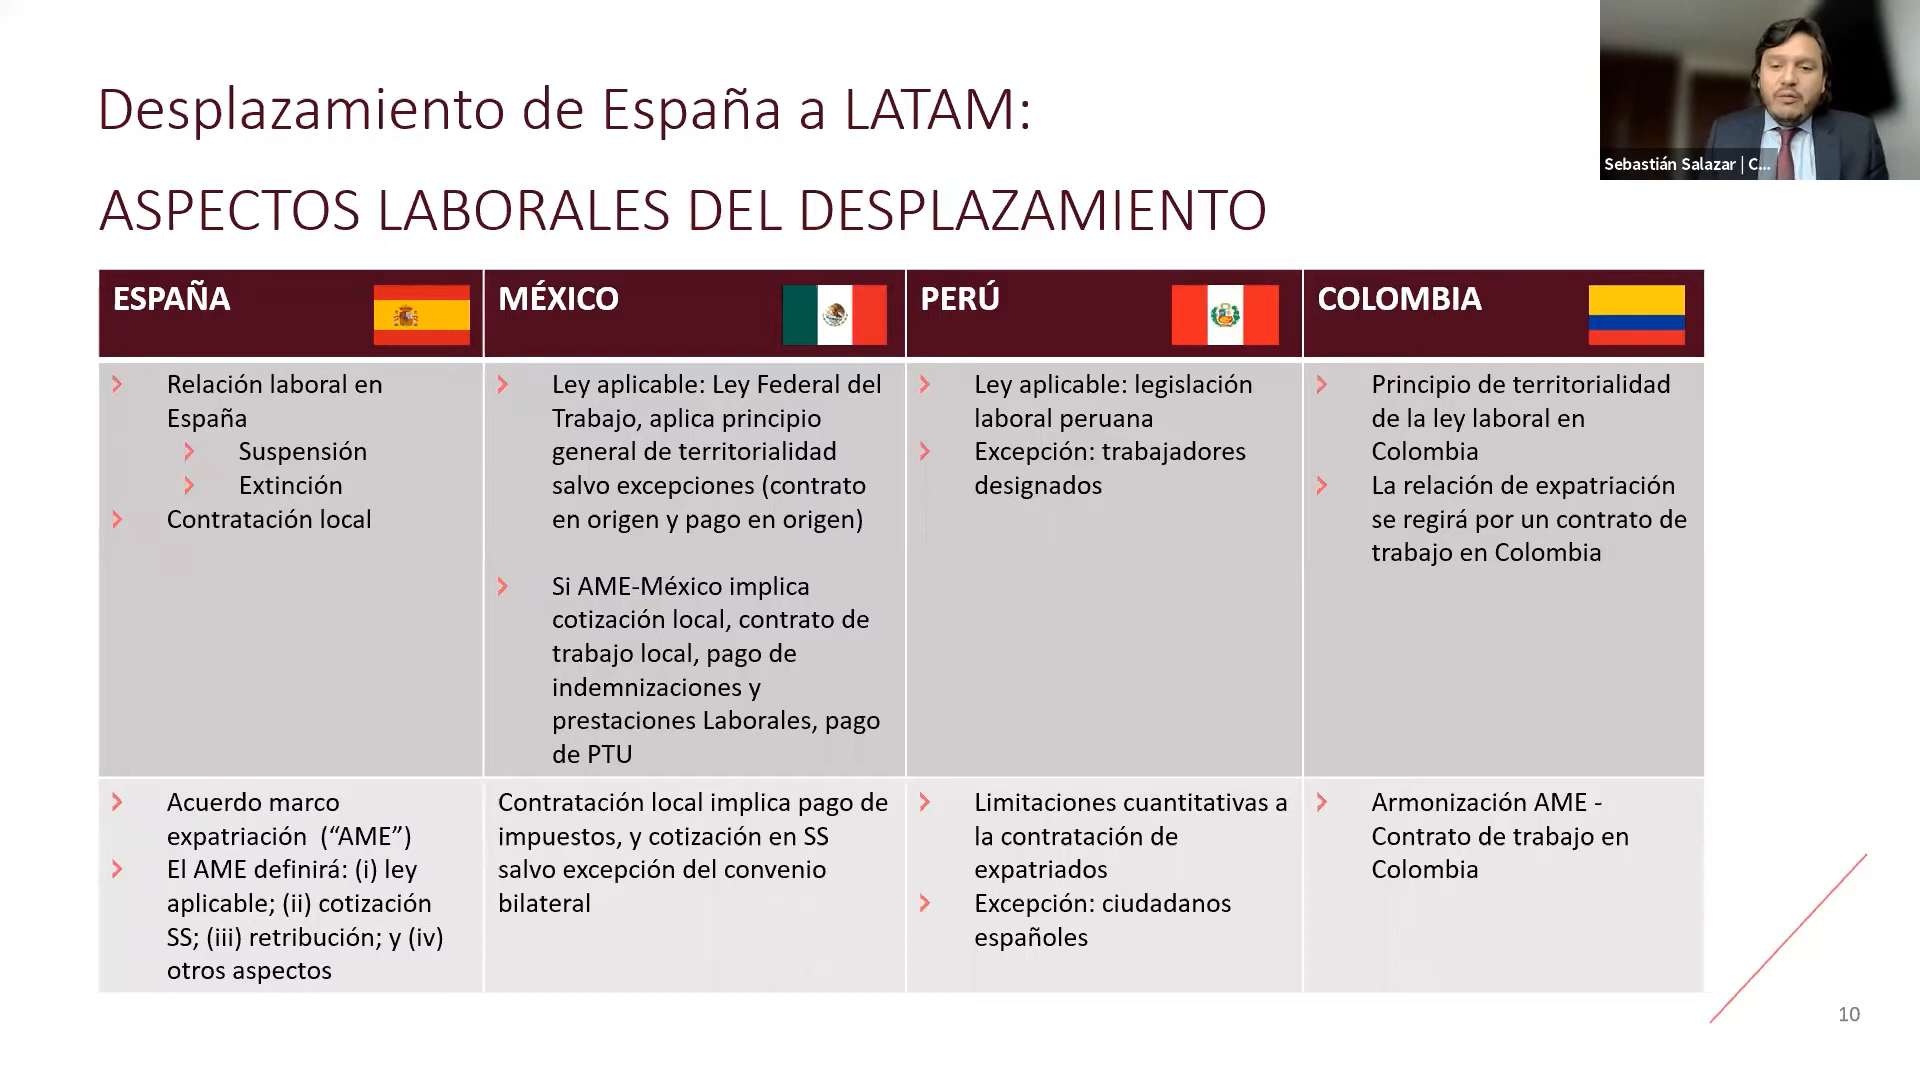 Desplazamiento de España a LATAM:
ASPECTOS LABORALES DEL DESPLAZAMIENTO
Sebastián Salazar | C...
ESPAÑA
MÉXICO
PERÚ
COLOMBIA
Relación laboral en
España
Suspensión
Extinción
Contratación local
Ley aplicable: Ley Federal del
Trabajo, aplica principio
general de territorialidad
salvo excepciones (contrato
en origen y pago en origen)
Si AME-México implica
cotización local, contrato de
trabajo local, pago de
indemnizaciones y
prestaciones Laborales, pago
de PTU
Ley aplicable: legislación
laboral peruana
Excepción: trabajadores
designados
Principio de territorialidad
de la ley laboral en
Colombia
La relación de expatriación
se regirá por un contrato de
trabajo en Colombia
Acuerdo marco
expatriación (“AME”)
El AME definirá: (i) ley
aplicable; (ii) cotización
SS; (iii) retribución; y (iv)
otros aspectos
Contratación local implica pago de
impuestos, y cotización en SS
salvo excepción del convenio
bilateral
Limitaciones cuantitativas a
la contratación de
expatriados
Excepción: ciudadanos
españoles
Armonización AME -
Contrato de trabajo en
Colombia
10